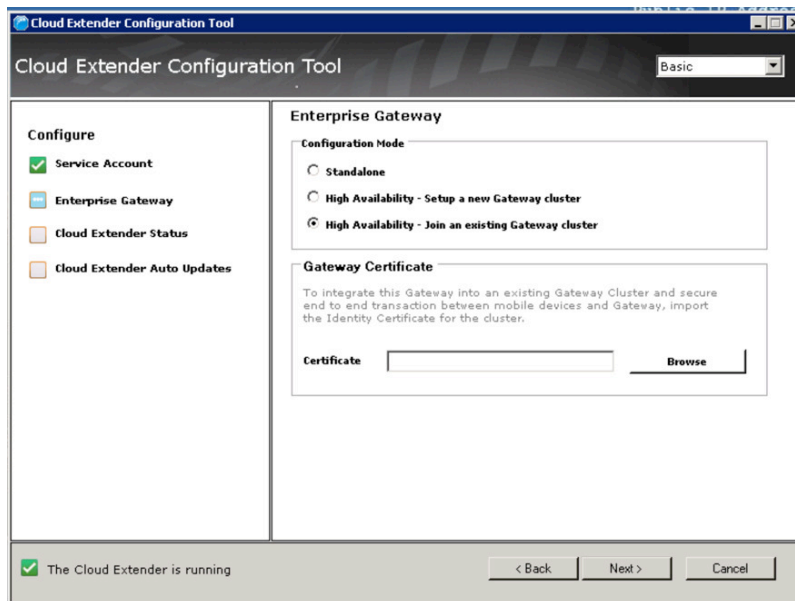 Cloud Extender Configuration Tool
Cloud Extender Configuration Tool
Basic
Configure
Service Account
Enterprise Gateway
Cloud Extender Status
Cloud Extender Auto Updates
Enterprise Gateway
Configuration Mode
Standalone
High Availability - Setup a new Gateway cluster
High Availability - Join an existing Gateway cluster
Gateway Certificate
To integrate this Gateway into an existing Gateway Cluster and secure
end to end transaction between mobile devices and Gateway, import
the Identity Certificate for the cluster.
Certificate
Browse
The Cloud Extender is running
< Back
Next >
Cancel